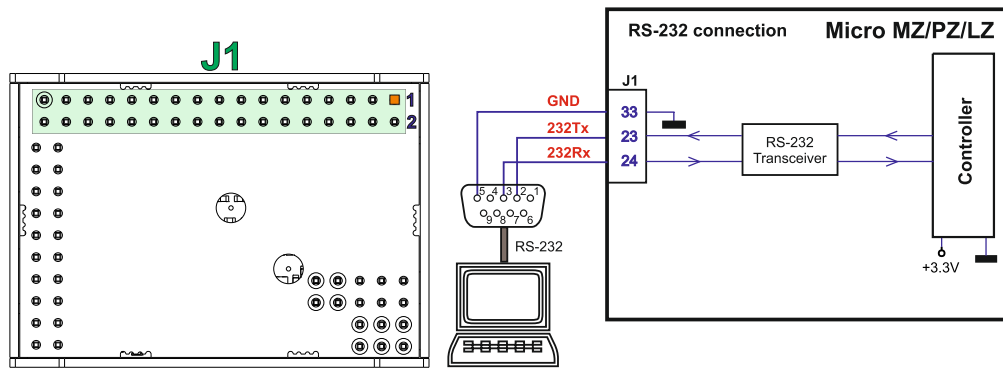 J1
1
2
RS-232 connection
Micro MZ/PZ/LZ
J1
GND
33
232Tx
23
232Rx
24
RS-232
Transceiver
Controller
+3.3V
5 4 3 2 1
9 8 7 6
RS-232